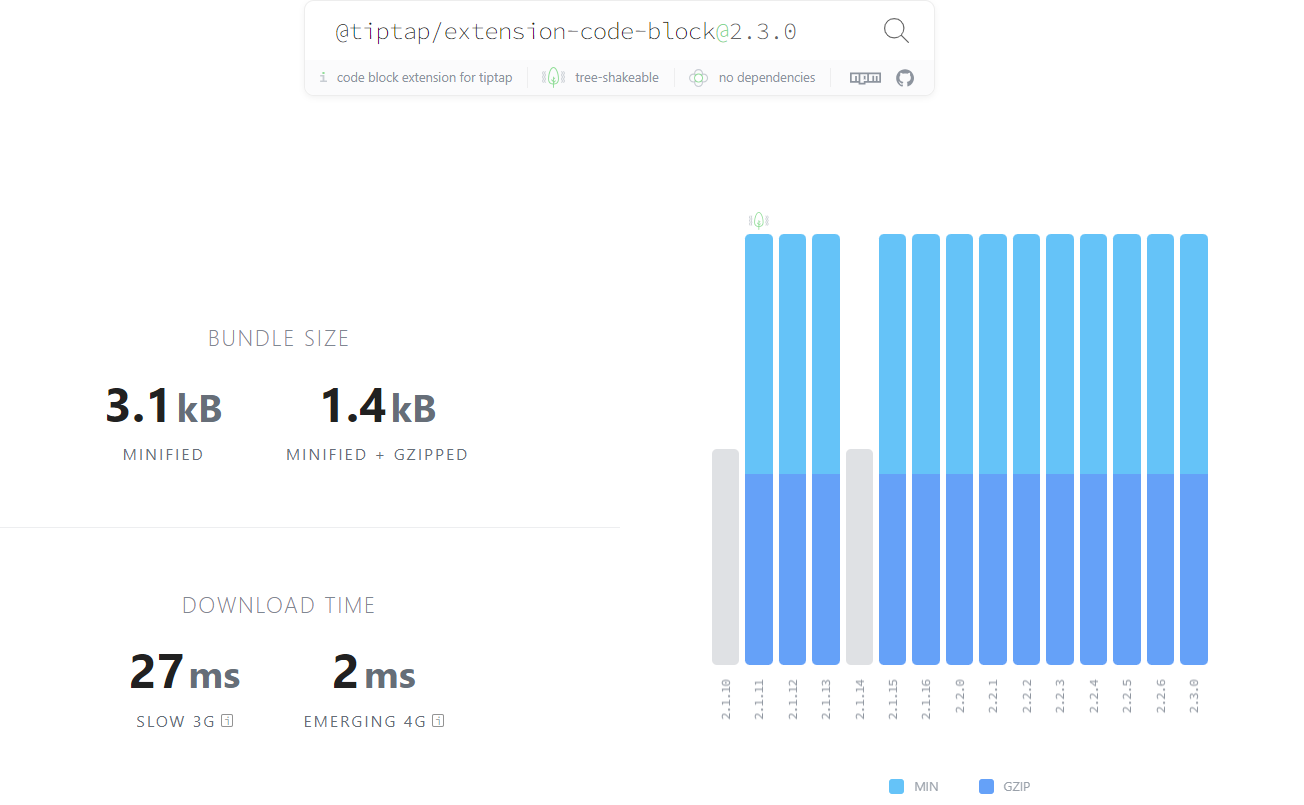 @tiptap/extension-code-block@2.3.0
i code block extension for tiptap tree-shakeable no dependencies npm
BUNDLE SIZE
3.1 kB 1.4 kB
MINIFIED MINIFIED + GZIPPED
DOWNLOAD TIME
27 ms 2 ms
SLOW 3G i EMERGING 4G i
2.1.10 2.1.11 2.1.12 2.1.13 2.1.14 2.1.15 2.1.16 2.2.0 2.2.1 2.2.2 2.2.3 2.2.4 2.2.5 2.2.6 2.3.0
MIN GZIP